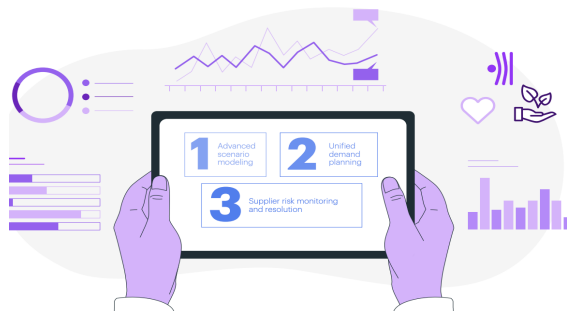 1 Advanced
scenario
modeling
2 Unified
demand
planning
3 Supplier risk monitoring
and resolution